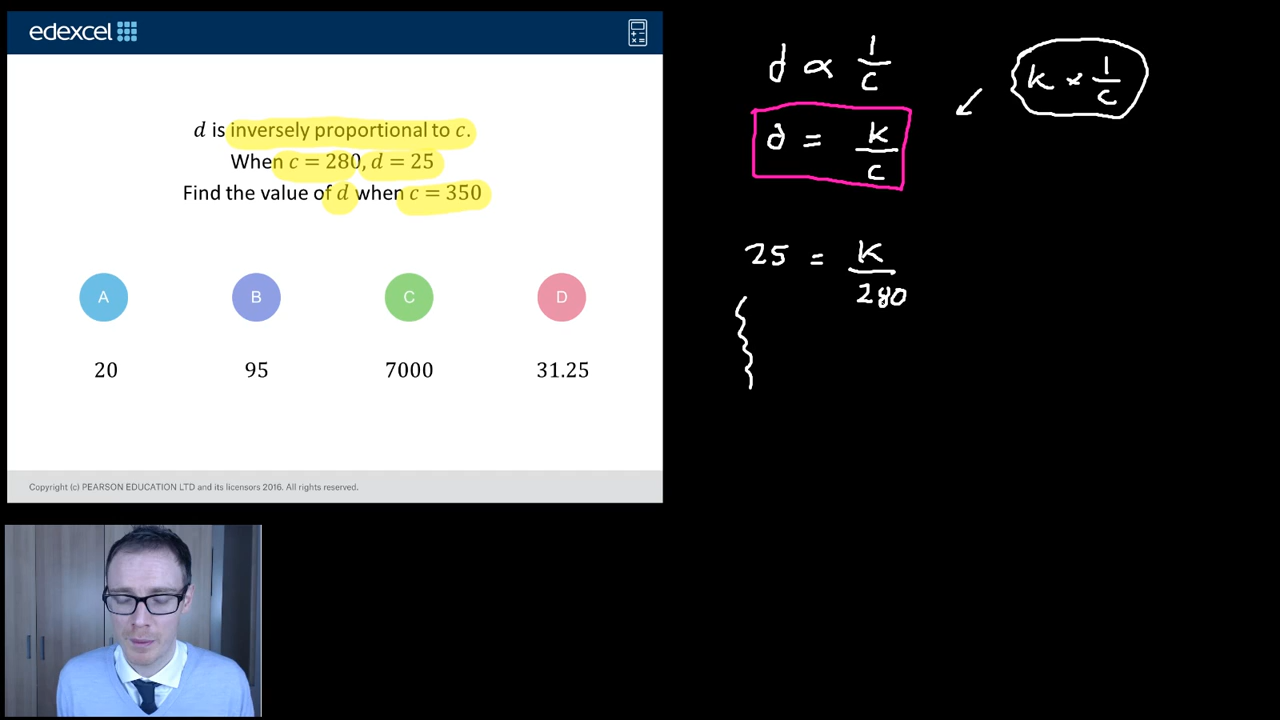 edexcel
d is inversely proportional to c.
When c = 280, d = 25
Find the value of d when c = 350
A B C D
20 95 7000 31.25
Copyright (c) PEARSON EDUCATION LTD and its licensors 2016. All rights reserved.
d ∝ 1/c
k × 1/c
d = k/c
25 = k/280